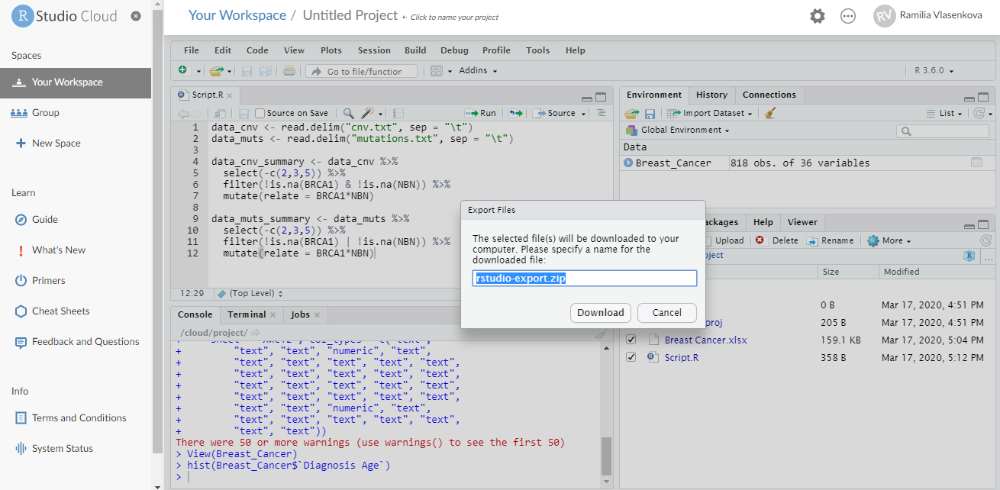 R Studio Cloud
Spaces
Your Workspace
Group
New Space
Learn
Guide
What's New
Primers
Cheat Sheets
Feedback and Questions
Info
Terms and Conditions
System Status
Your Workspace / Untitled Project ← Click to name your project
RV Ramilia Vlasenkova
File Edit Code View Plots Session Build Debug Profile Tools Help
Go to file/function Addins R 3.6.0
Script.R
Source on Save Run Source
1 data_cnv <- read.delim("cnv.txt", sep = "\t")
2 data_muts <- read.delim("mutations.txt", sep = "\t")
3
4 data_cnv_summary <- data_cnv %>%
5 select(-c(2,3,5)) %>%
6 filter(!is.na(BRCA1) & !is.na(NBN)) %>%
7 mutate(relate = BRCA1*NBN)
8
9 data_muts_summary <- data_muts %>%
10 select(-c(2,3,5)) %>%
11 filter(!is.na(BRCA1) | !is.na(NBN)) %>%
12 mutate(relate = BRCA1*NBN)
12:29 (Top Level)
Console Terminal Jobs
/cloud/project/
+ "text", "text", "numeric", "text",
+ "text", "text", "text", "text", "text",
+ "text", "text", "text", "text", "text",
+ "text", "text", "text", "text", "text",
+ "text", "text", "text", "text", "text",
+ "text", "text", "numeric", "text",
+ "text", "text", "text", "text", "text",
+ "text", "text"))
There were 50 or more warnings (use warnings() to see the first 50)
> View(Breast_Cancer)
> hist(Breast_Cancer$`Diagnosis Age`)
>
Environment History Connections
Import Dataset List
Global Environment
Data
Breast_Cancer 818 obs. of 36 variables
Export Files
The selected file(s) will be downloaded to your
computer. Please specify a name for the
downloaded file:
rstudio-export.zip
Download Cancel
ackages Help Viewer
Upload Delete Rename More
oject R ...
Size Modified
0 B Mar 17, 2020, 4:51 PM
proj 205 B Mar 17, 2020, 4:51 PM
Breast Cancer.xlsx 159.1 KB Mar 17, 2020, 5:04 PM
Script.R 358 B Mar 17, 2020, 5:12 PM